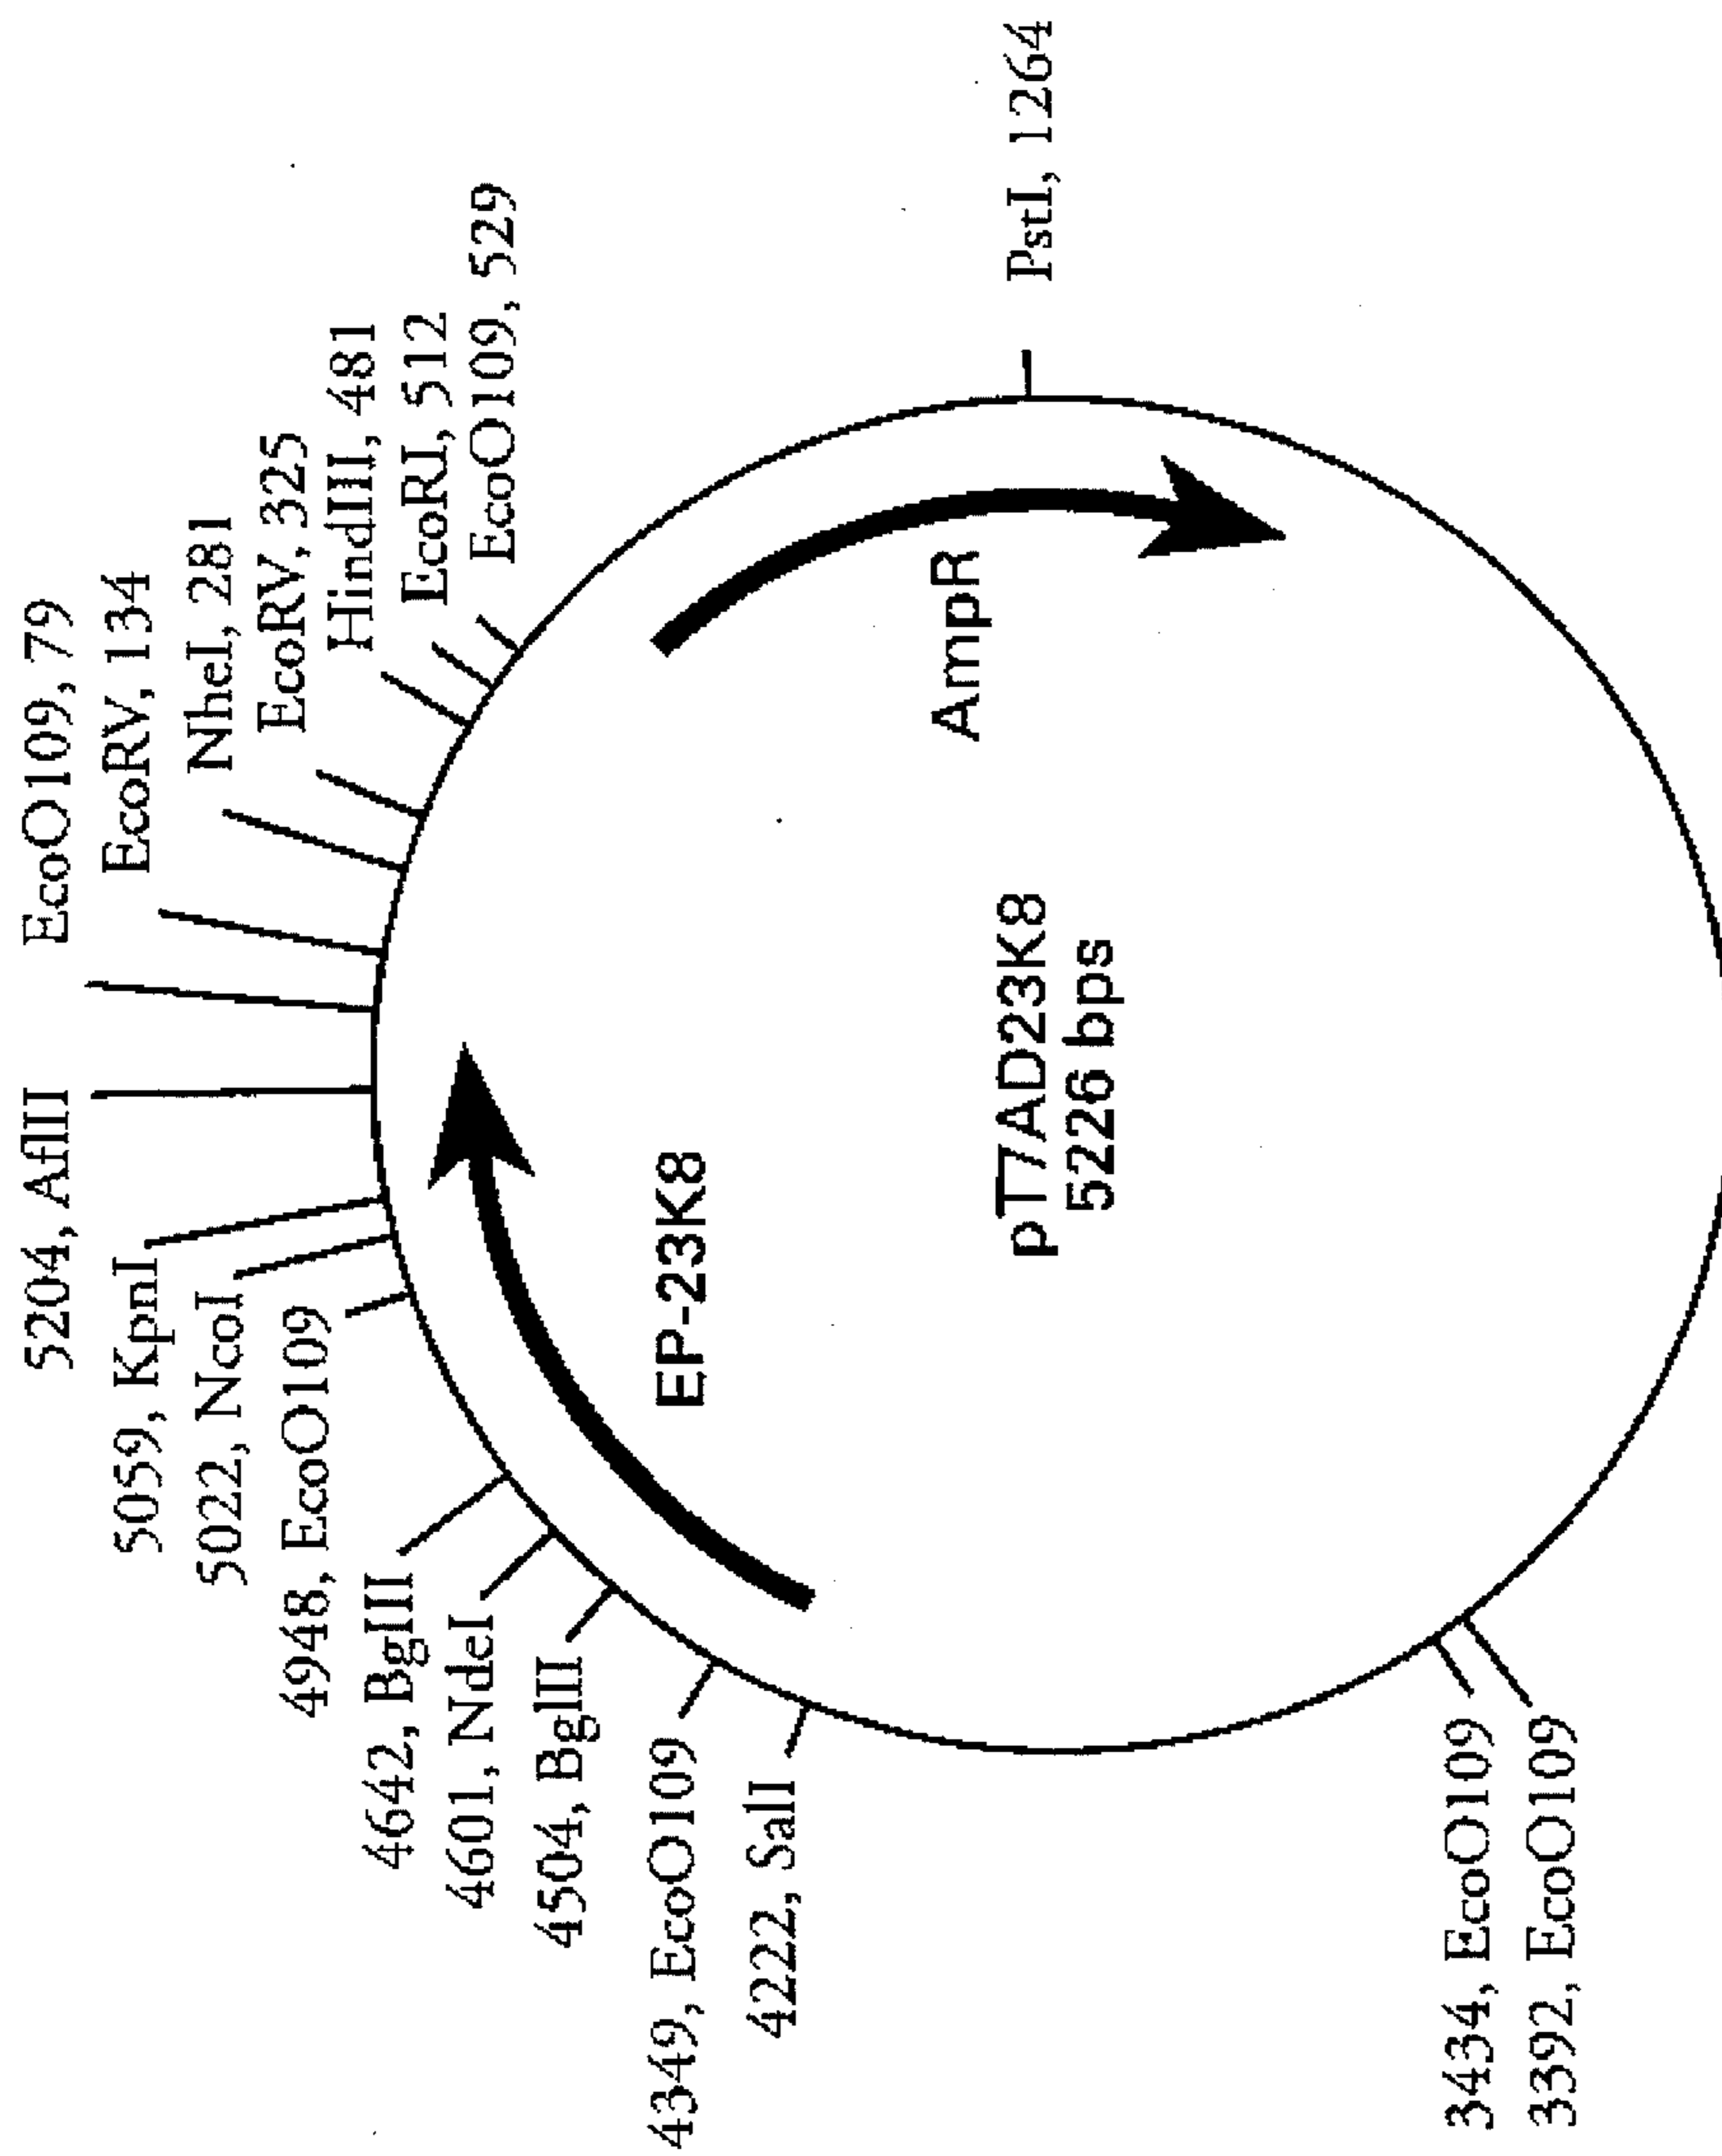 5204, AflII
5059, KpnI
5022, NcoI
4948, EcoO109
4642, BglII
4601, NdeI
4504, BglII
4349, EcoO109
4222, SalI
3434, EcoO109
3392, EcoO109
EcoO109, 79
EcoRV, 134
NheI, 281
EcoRV, 325
HindIII, 481
EcoRI, 512
EcoO109, 529
PstI, 1264
EP-23K8
AmpR
pT7AD23K8
5226 bps